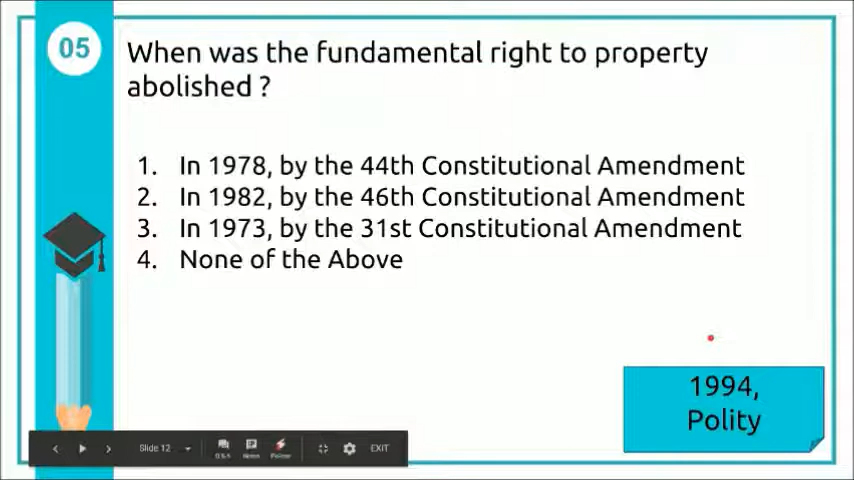 05
When was the fundamental right to property
abolished ?
1. In 1978, by the 44th Constitutional Amendment
2. In 1982, by the 46th Constitutional Amendment
3. In 1973, by the 31st Constitutional Amendment
4. None of the Above
1994,
Polity
Slide 12
Q&A
Notes
Pointer
EXIT